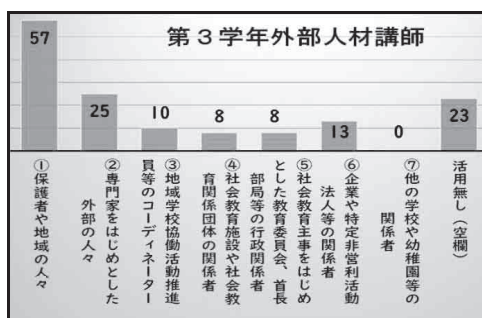 第３学年外部人材講師
57
25
10
8
8
13
0
23
①保護者や地域の人々
②専門家をはじめとした
外部の人々
③地域学校協働活動推進
員等のコーディネーター
④社会教育施設や社会教
育関係団体の関係者
⑤社会教育主事をはじめ
とした教育委員会、首長
部局等の行政関係者
⑥企業や特定非営利活動
法人等の関係者
⑦他の学校や幼稚園等の
関係者
活用無し（空欄）